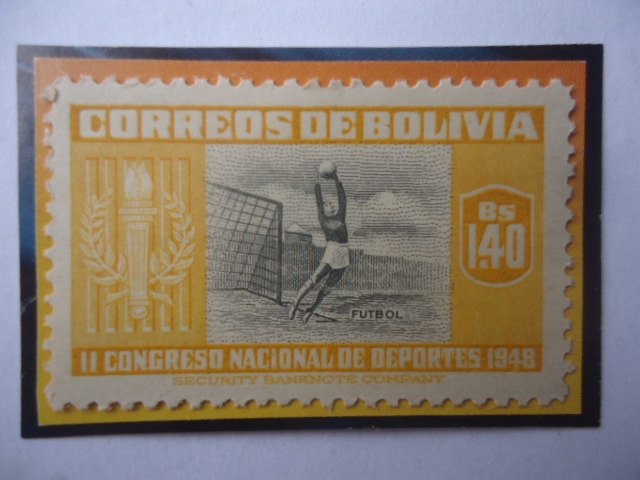 CORREOS DE BOLIVIA
Bs
1.40
FUTBOL
II CONGRESO NACIONAL DE DEPORTES 1948
SECURITY BANKNOTE COMPANY